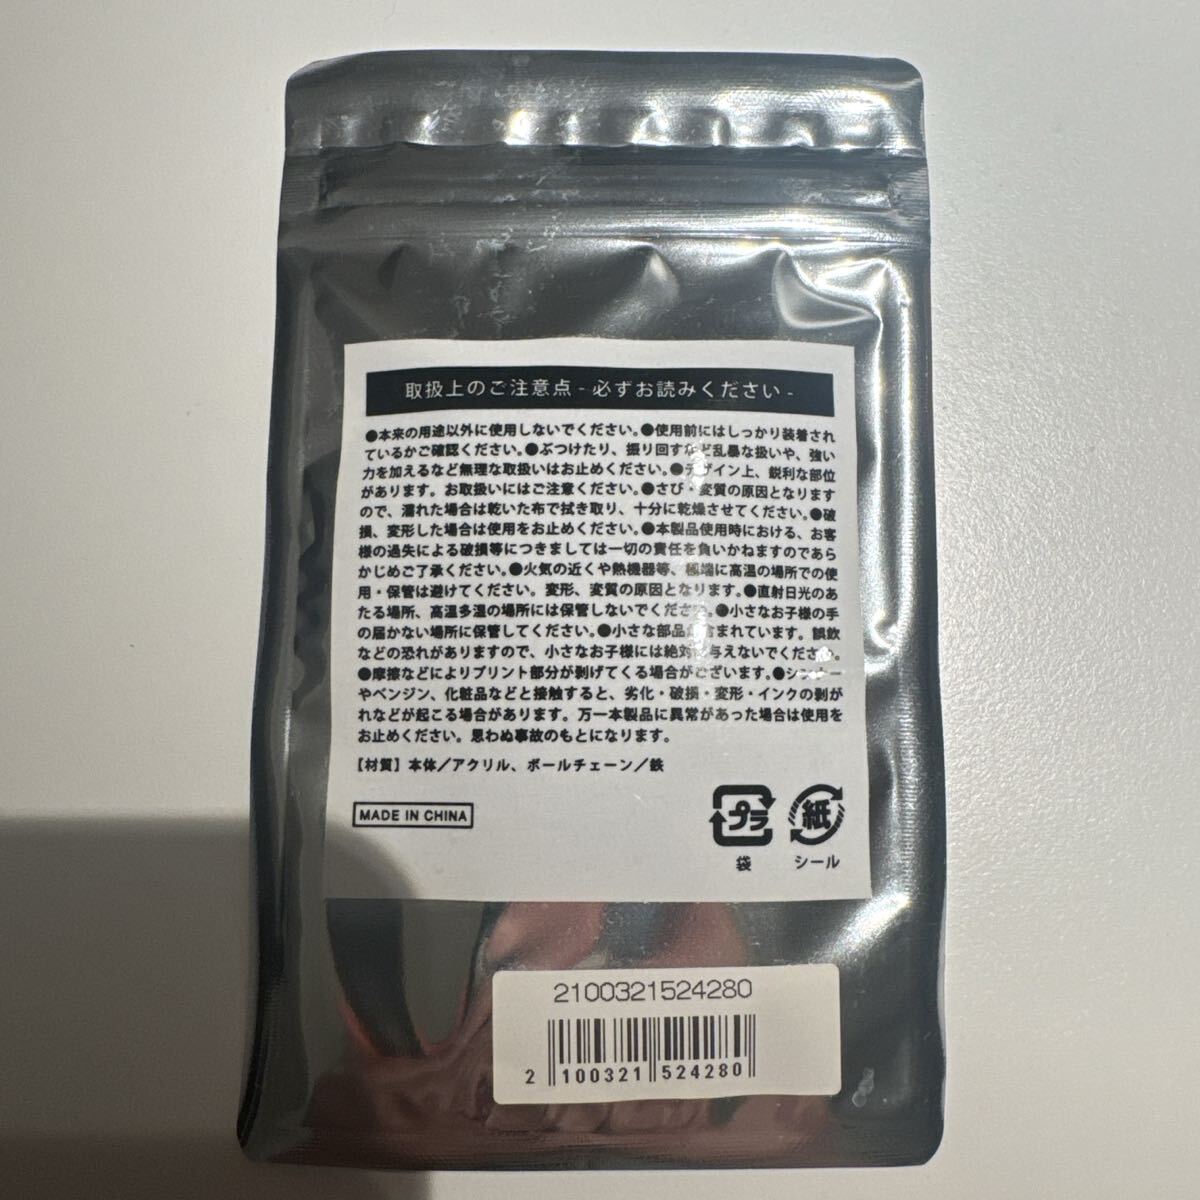 取扱上のご注意点 - 必ずお読みください -
●本来の用途以外に使用しないでください。●使用前にはしっかり装着され
ているかご確認ください。●ぶつけたり、振り回すなど乱暴な扱いや、強い
力を加えるなど無理な取扱いはお止めください。●デザイン上、鋭利な部位
があります。お取扱いにはご注意ください。●さび・変質の原因となります
ので、濡れた場合は乾いた布で拭き取り、十分に乾燥させてください。●破
損、変形した場合は使用をお止めください。●本製品使用時における、お客
様の過失による破損等につきましては一切の責任を負いかねますのであら
かじめご了承ください。●火気の近くや熱機器等、極端に高温の場所での使
用・保管は避けてください。変形、変質の原因となります。●直射日光のあ
たる場所、高温多湿の場所には保管しないでください。●小さなお子様の手
の届かない場所に保管してください。●小さな部品が含まれています。誤飲
などの恐れがありますので、小さなお子様には絶対に与えないでください。
●摩擦などによりプリント部分が剥げてくる場合がございます。●シンナー
やベンジン、化粧品などと接触すると、劣化・破損・変形・インクの剥が
れなどが起こる場合があります。万一本製品に異常があった場合は使用を
お止めください。思わぬ事故のもとになります。
【材質】本体／アクリル、ボールチェーン／鉄
MADE IN CHINA
プラ 紙
袋 シール
2100321524280
2 100321 524280